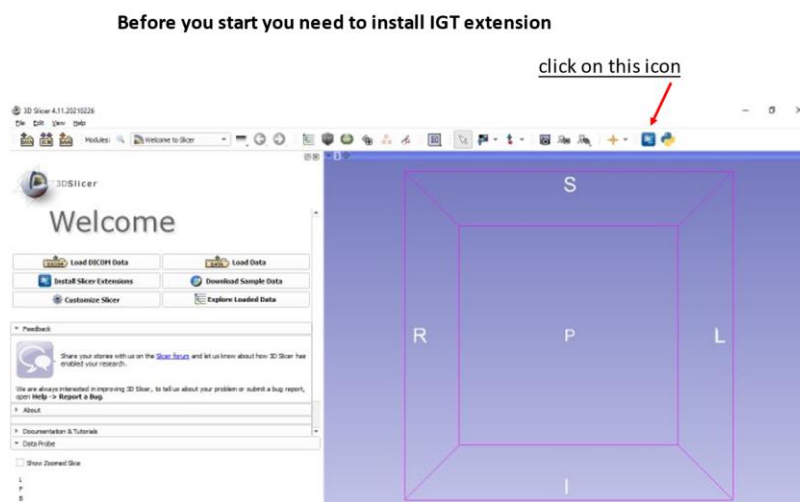 Before you start you need to install IGT extension
click on this icon
3D Slicer 4.11.20210226
File Edit View Help
Modules: Welcome to Slicer
3DSlicer
Welcome
Load DICOM Data
Load Data
Install Slicer Extensions
Download Sample Data
Customize Slicer
Explore Loaded Data
Feedback
Share your stories with us on the Slicer forum and let us know about how 3D Slicer has
enabled your research.
We are always interested in improving 3D Slicer, to tell us about your problem or submit a bug report,
open Help -> Report a Bug.
About
Documentation & Tutorials
Data Probe
Show Zoomed Slice
L
F
B
1
S
R
P
L
I